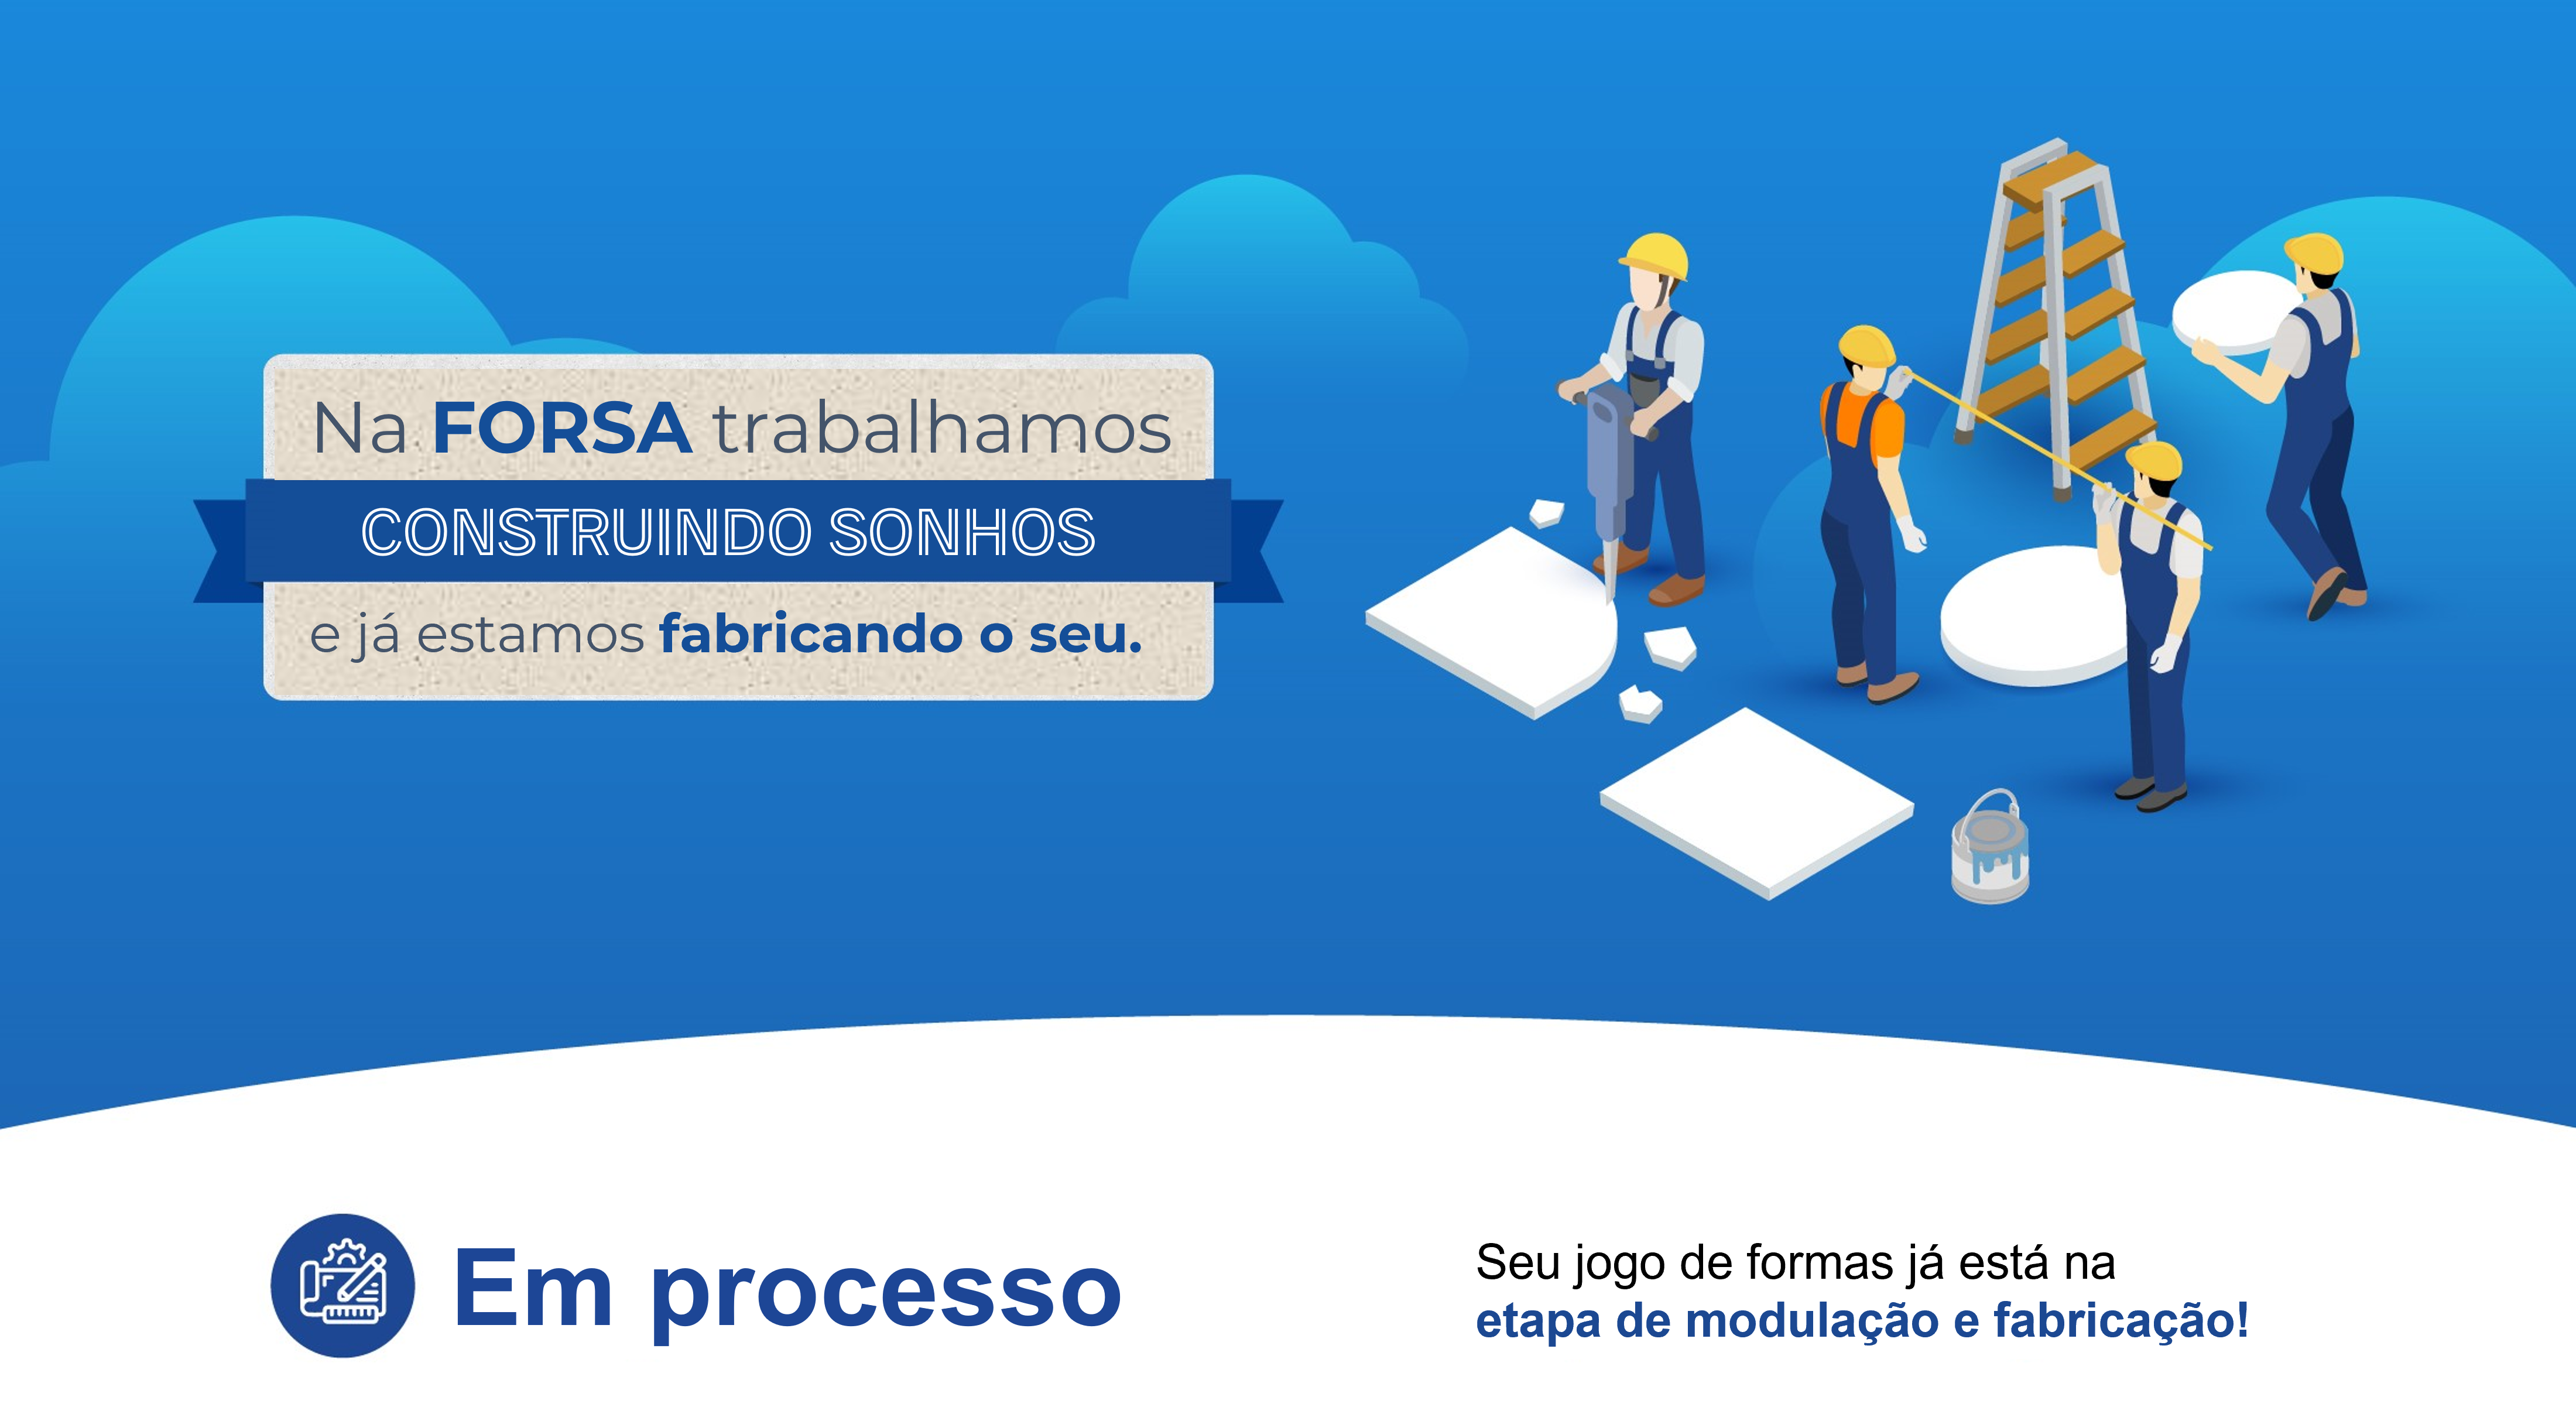 Na FORSA trabalhamos
CONSTRUINDO SONHOS
e já estamos fabricando o seu.
Em processo
Seu jogo de formas já está na
etapa de modulação e fabricação!